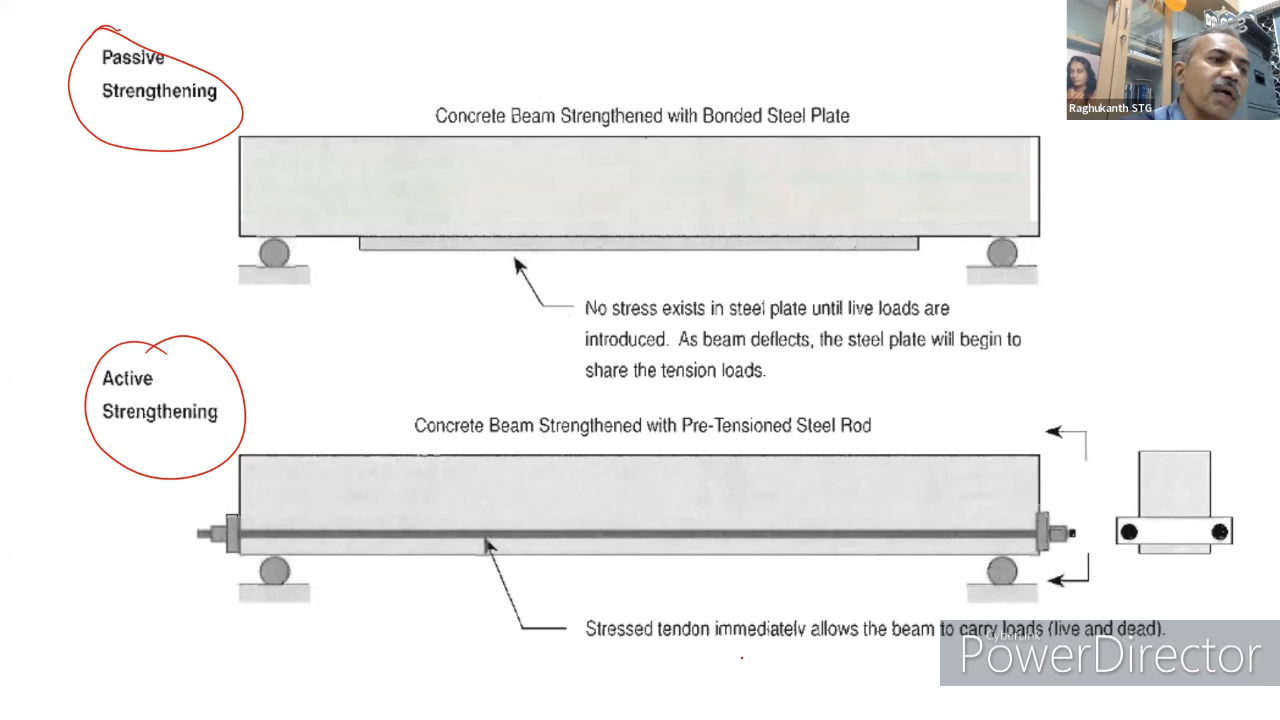 Passive
Strengthening
Raghukanth STG
Concrete Beam Strengthened with Bonded Steel Plate
No stress exists in steel plate until live loads are
introduced. As beam deflects, the steel plate will begin to
share the tension loads.
Active
Strengthening
Concrete Beam Strengthened with Pre-Tensioned Steel Rod
Stressed tendon immediately allows the beam to carry loads (live and dead).
CyberLink
PowerDirector